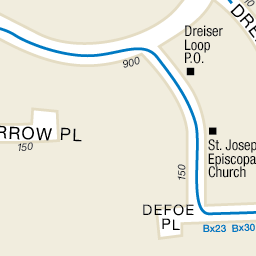 Dreiser
Loop
P.O.
DRE
900
RROW PL
150
St. Josep
Episcopa
Church
150
DEFOE
PL
Bx23 Bx30